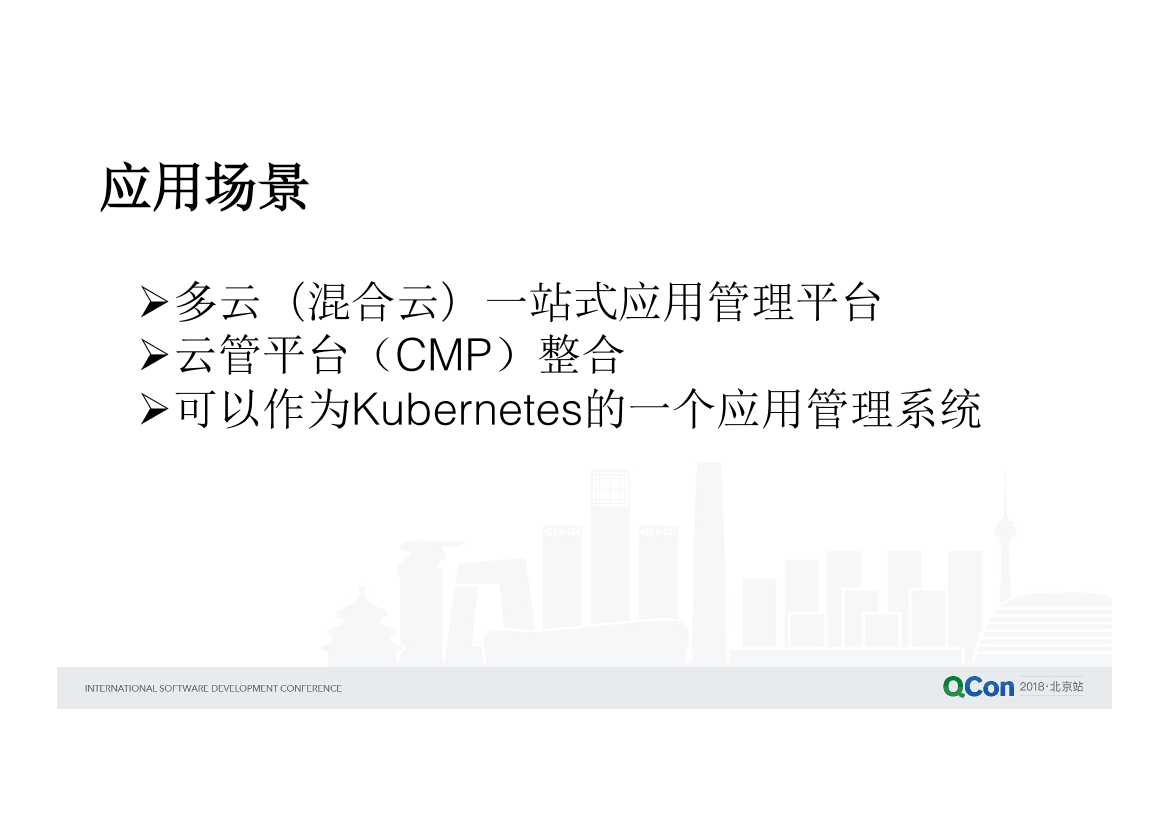 应用场景
➢多云（混合云）一站式应用管理平台
➢云管平台（CMP）整合
➢可以作为Kubernetes的一个应用管理系统
INTERNATIONAL SOFTWARE DEVELOPMENT CONFERENCE
QCon 2018·北京站